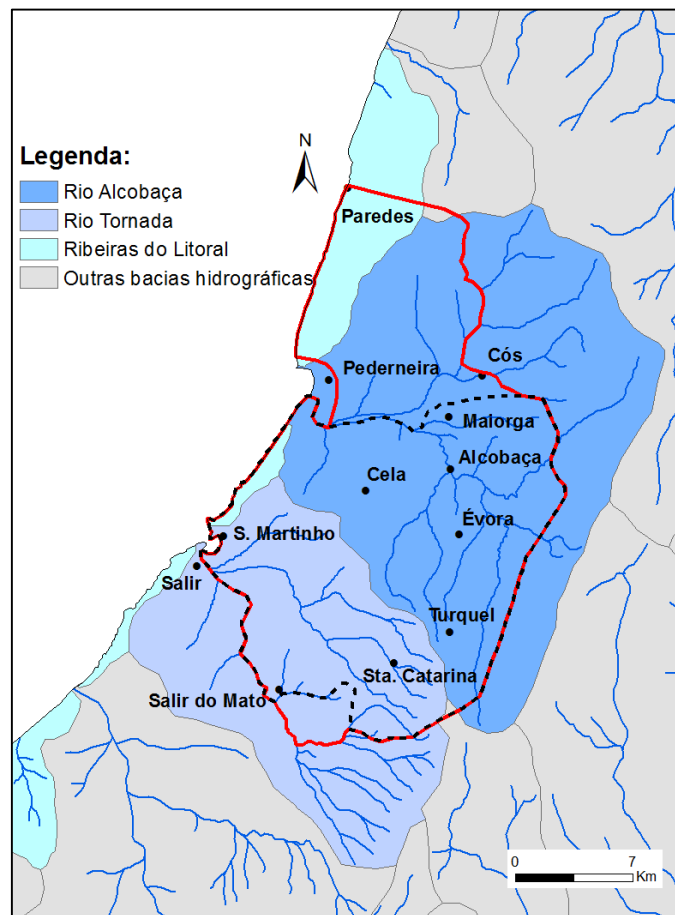 N
Legenda:
Rio Alcobaça
Rio Tornada
Ribeiras do Litoral
Outras bacias hidrográficas
Paredes
Pederneira
Cós
Maiorga
Alcobaça
Cela
Évora
S. Martinho
Salir
Turquel
Sta. Catarina
Salir do Mato
0 7
Km